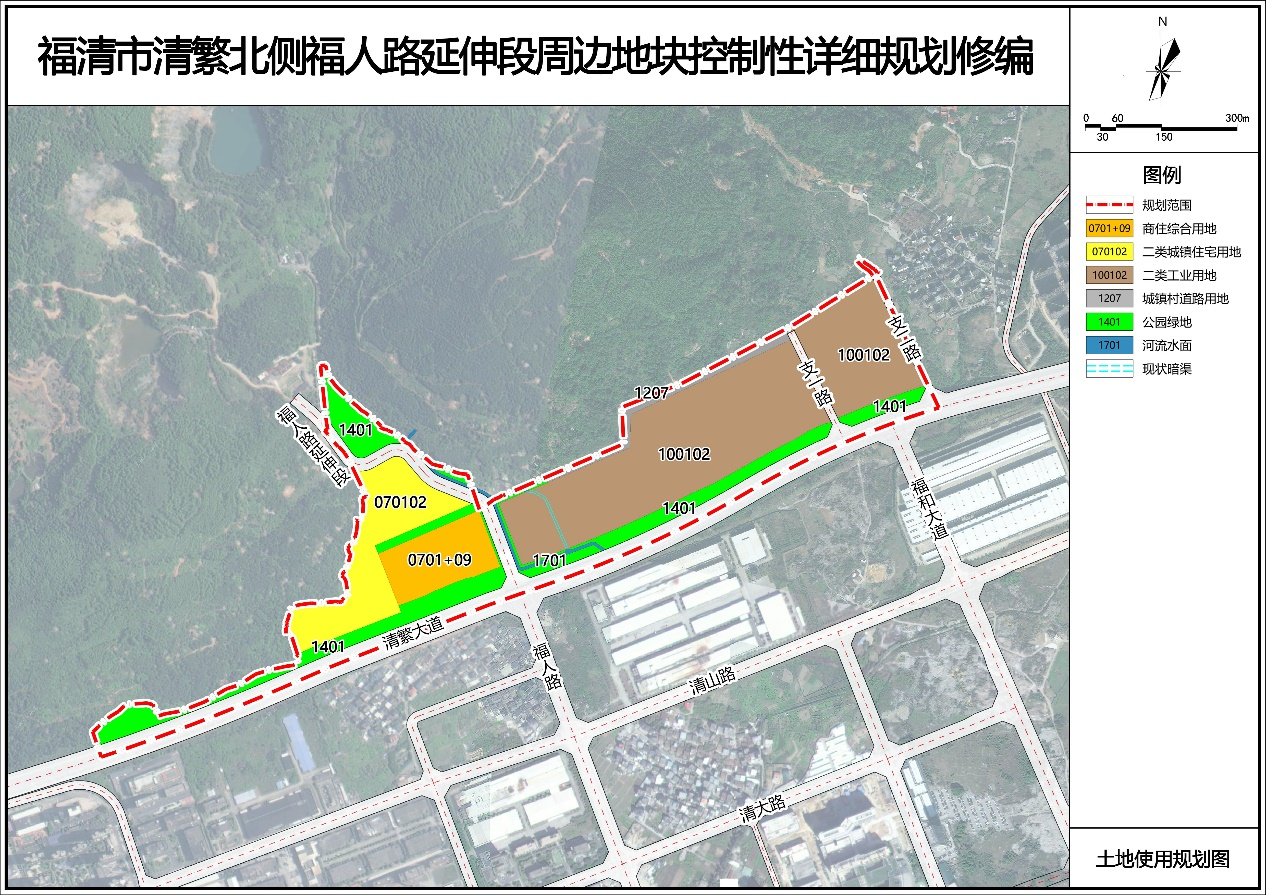 福清市清繁北侧福人路延伸段周边地块控制性详细规划修编
N
0 60 300m
30 150
图例
规划范围
0701+09 商住综合用地
070102 二类城镇住宅用地
100102 二类工业用地
1207 城镇村道路用地
1401 公园绿地
1701 河流水面
现状暗渠
支二路
100102
支一路
1207
1401
福人路延伸段
1401
100102
070102
1401
福和大道
0701+09
1701
清繁大道
1401
福人路
清山路
清大路
土地使用规划图